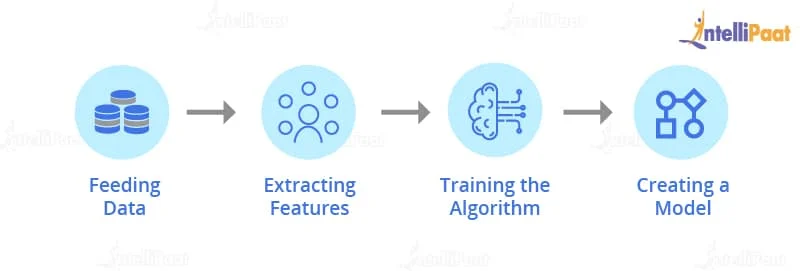 IntelliPaat
Feeding
Data
Extracting
Features
Training the
Algorithm
Creating a
Model